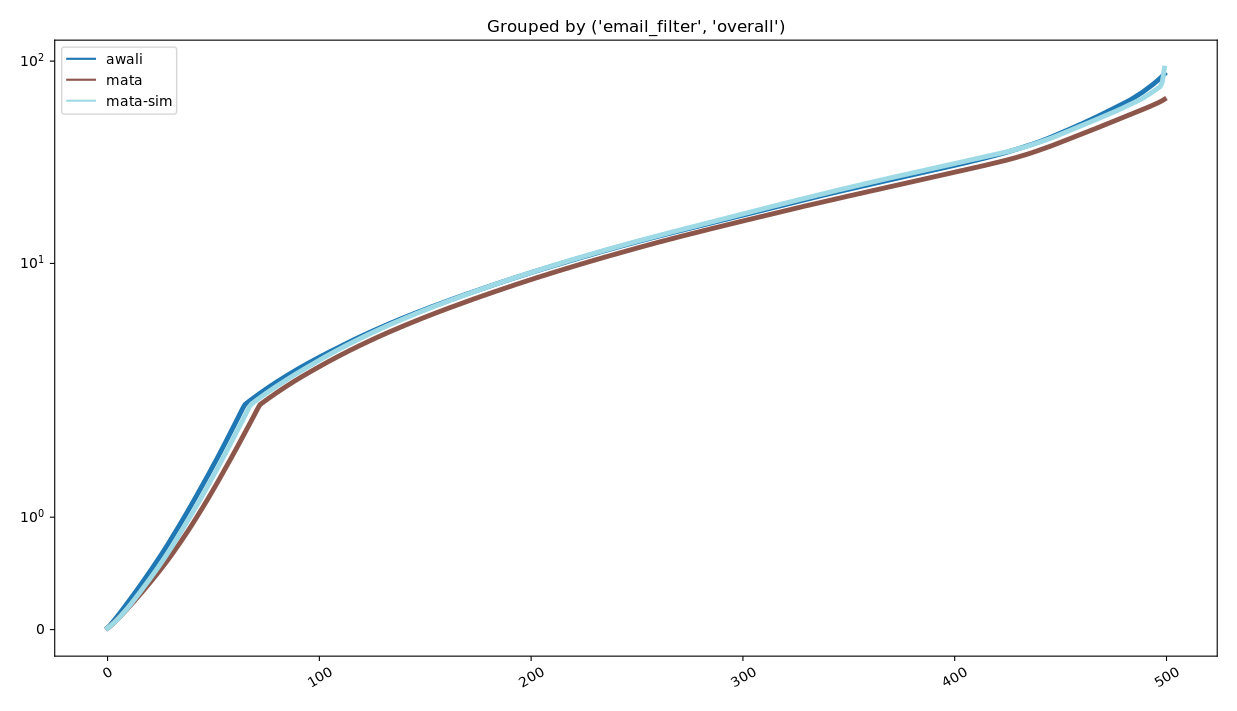 Grouped by ('email_filter', 'overall')
awali
mata
mata-sim
10²
10¹
10⁰
0
0
100
200
300
400
500